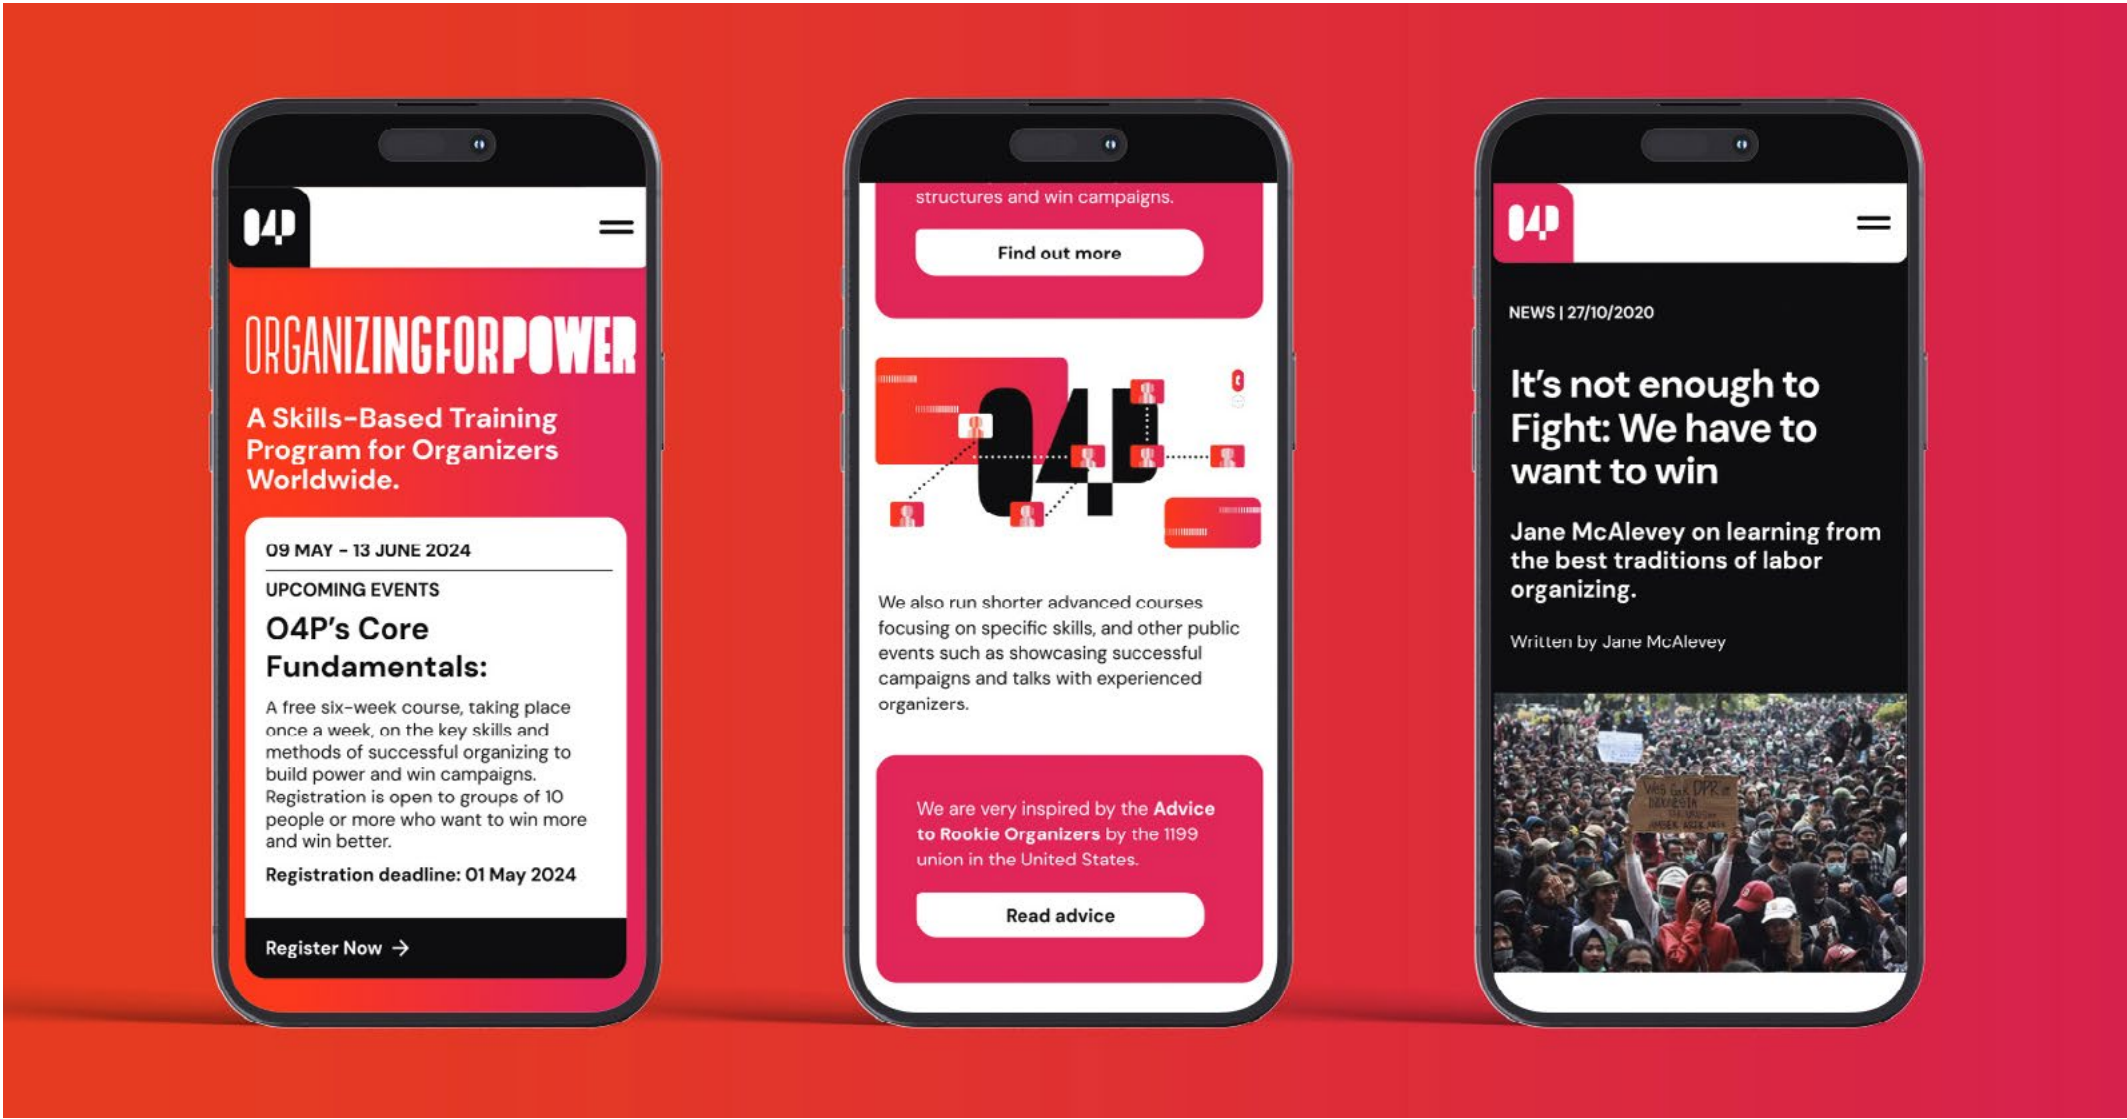 O4P
ORGANIZINGFORPOWER
A Skills-Based Training
Program for Organizers
Worldwide.
09 MAY - 13 JUNE 2024
UPCOMING EVENTS
O4P's Core
Fundamentals:
A free six-week course, taking place
once a week, on the key skills and
methods of successful organizing to
build power and win campaigns.
Registration is open to groups of 10
people or more who want to win more
and win better.
Registration deadline: 01 May 2024
Register Now →
structures and win campaigns.
Find out more
O4P
We also run shorter advanced courses
focusing on specific skills, and other public
events such as showcasing successful
campaigns and talks with experienced
organizers.
We are very inspired by the Advice
to Rookie Organizers by the 1199
union in the United States.
Read advice
O4P
NEWS | 27/10/2020
It's not enough to
Fight: We have to
want to win
Jane McAlevey on learning from
the best traditions of labor
organizing.
Written by Jane McAlevey
DPR
INDONESIA